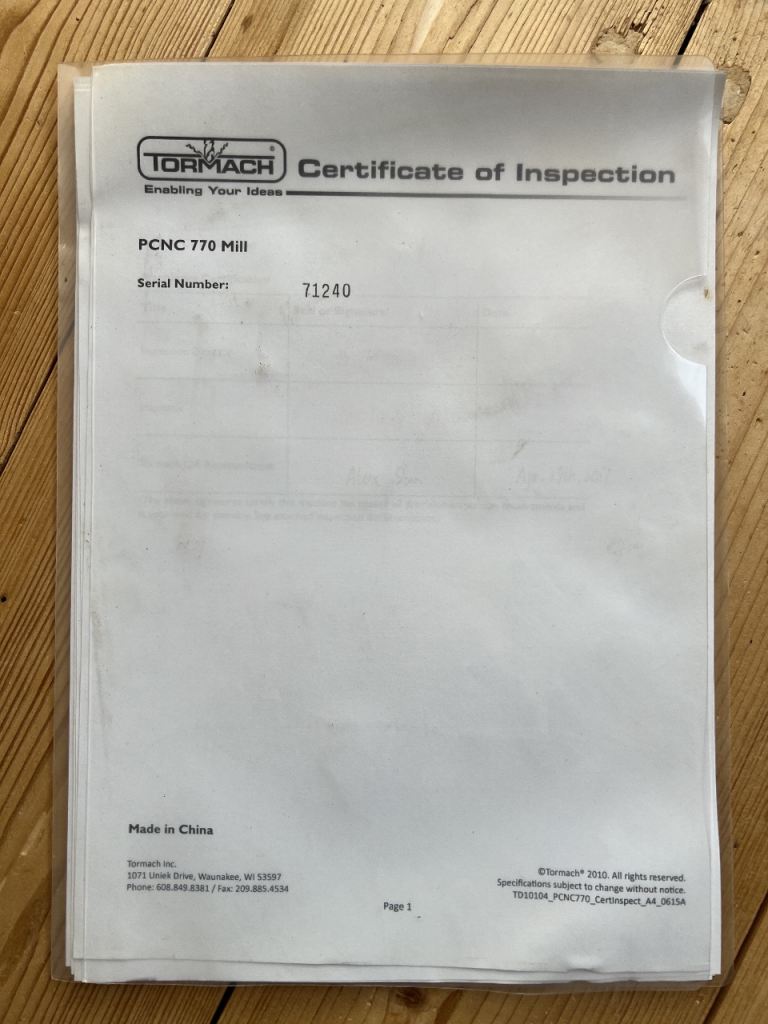 TORMACH®
Enabling Your Ideas
Certificate of Inspection
PCNC 770 Mill
Serial Number: 71240
Made in China
Tormach Inc.
1071 Uniek Drive, Waunakee, WI 53597
Phone: 608.849.8381 / Fax: 209.885.4534
©Tormach® 2010. All rights reserved.
Specifications subject to change without notice.
TD10104_PCNC770_CertInspect_A4_0615A
Page 1